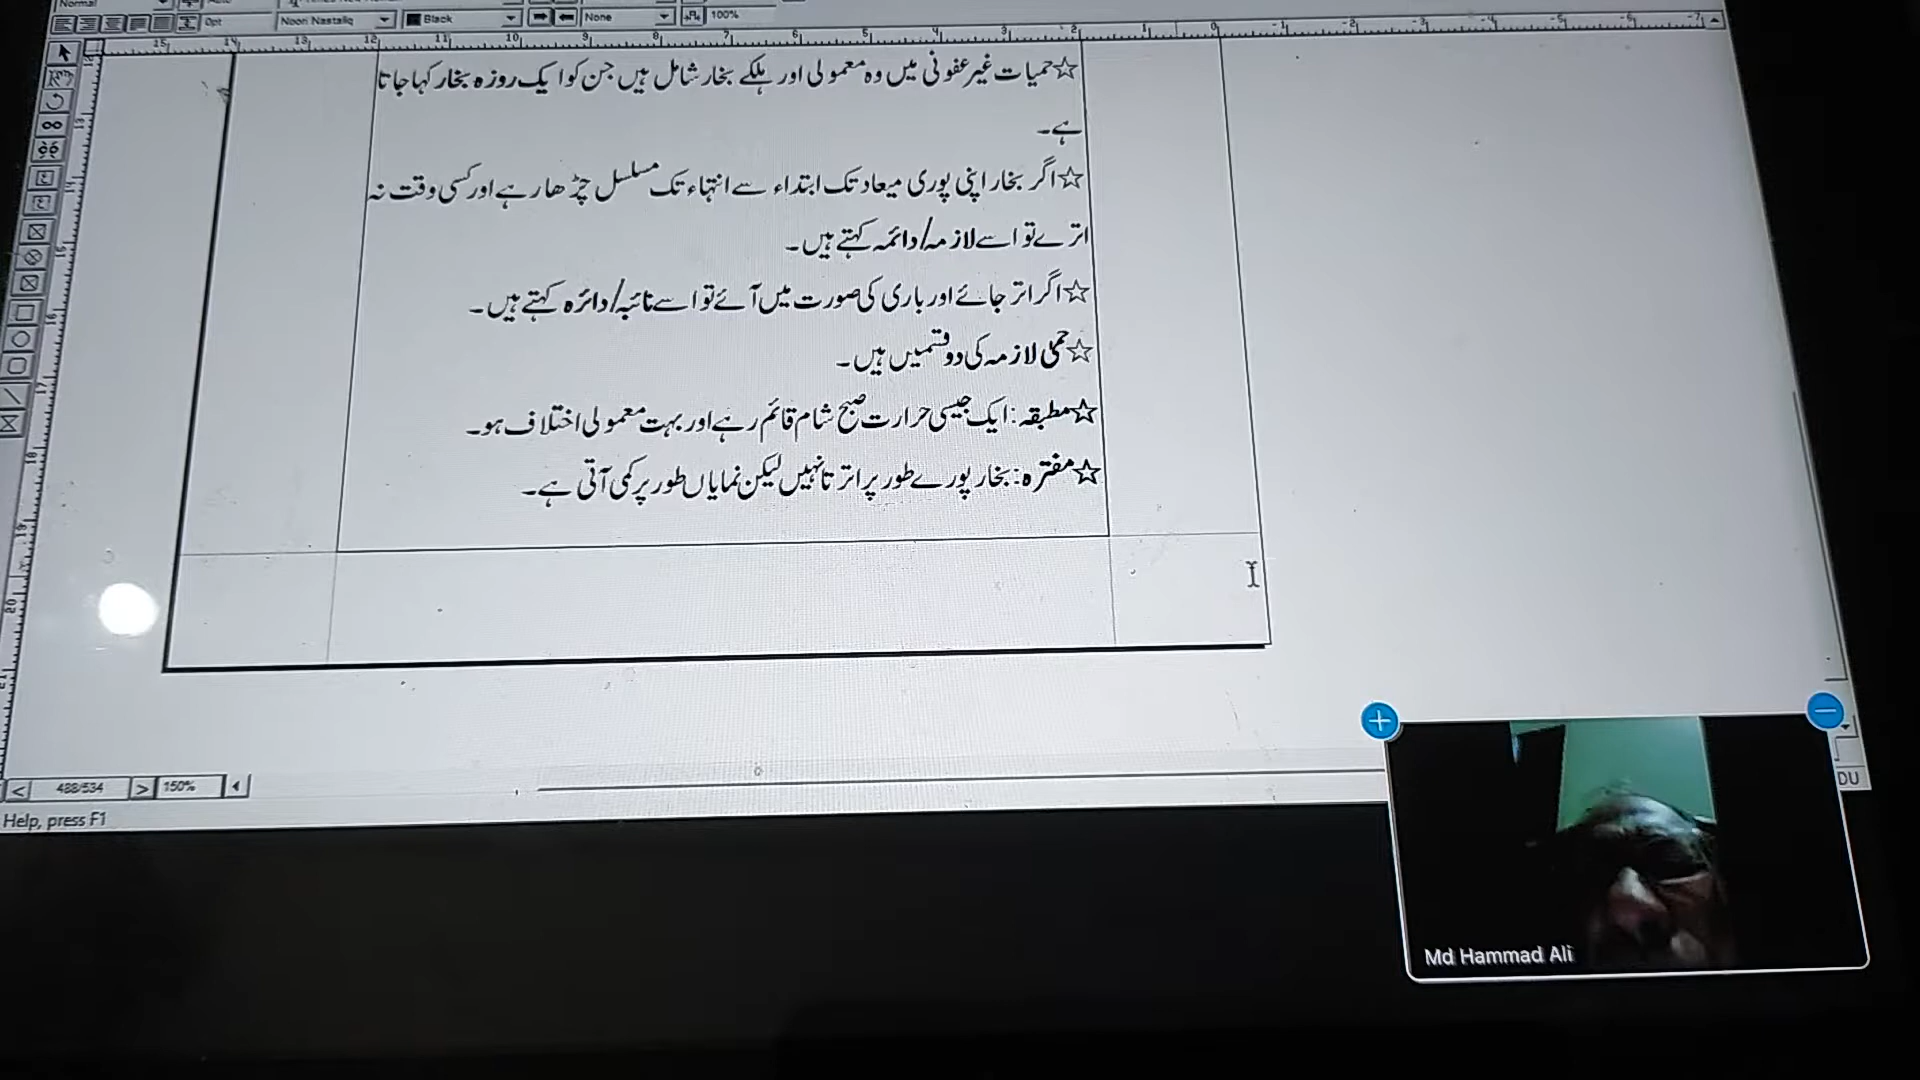 Normal
0pt
Noori Nastaliq
Black
None
100%
☆حمیات غیر عفونی میں وہ معمولی اور ہلکے بخار شامل ہیں جن کو ایک روزہ بخار کہا جاتا
ہے۔
☆اگر بخار اپنی پوری میعاد تک ابتداء سے انتہاء تک مسلسل چڑھا رہے اور کسی وقت نہ
اترے تو اسے لازمہ/دائمہ کہتے ہیں۔
☆اگر اتر جائے اور باری کی صورت میں آئے تو اسے نائبہ/دائرہ کہتے ہیں۔
☆حمیٰ لازمہ کی دو قسمیں ہیں۔
☆مطبقہ: ایک جیسی حرارت صبح شام قائم رہے اور بہت معمولی اختلاف ہو۔
☆مفترہ: بخار پورے طور پر اترتا نہیں لیکن نمایاں طور پر کمی آتی ہے۔
488/534
150%
Help, press F1
DU
Md Hammad Ali